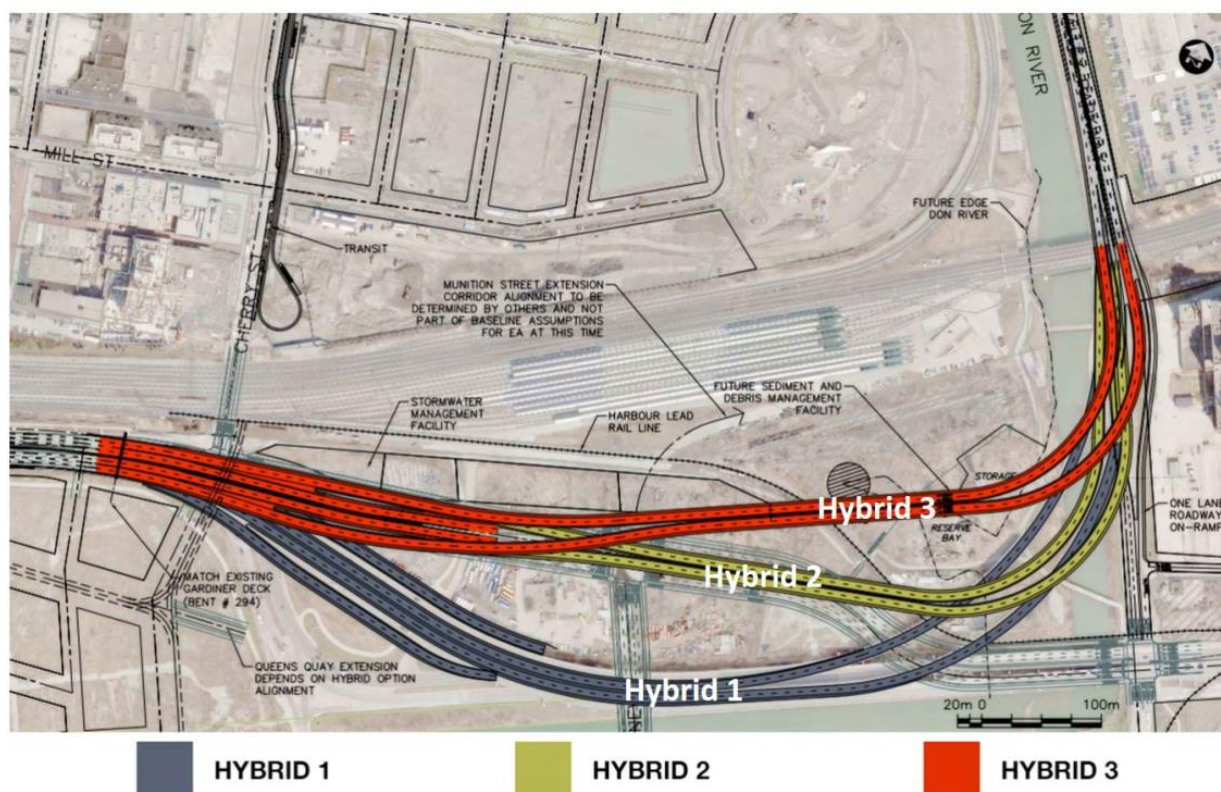 DON RIVER
MILL ST
FUTURE EDGE
DON RIVER
TRANSIT
CHERRY ST
MUNITION STREET EXTENSION
CORRIDOR ALIGNMENT TO BE
DETERMINED BY OTHERS AND NOT
PART OF BASELINE ASSUMPTIONS
FOR EA AT THIS TIME
FUTURE SEDIMENT AND
DEBRIS MANAGEMENT
FACILITY
STORMWATER
MANAGEMENT
FACILITY
HARBOUR LEAD
RAIL LINE
STORAGE
Hybrid 3
RESERVE
BAY
ONE LANE
ROADWAY
ON-RAMP
Hybrid 2
MATCH EXISTING
GARDINER DECK
(BENT # 294)
QUEENS QUAY EXTENSION
DEPENDS ON HYBRID OPTION
ALIGNMENT
Hybrid 1
20m 0 100m
HYBRID 1 HYBRID 2 HYBRID 3